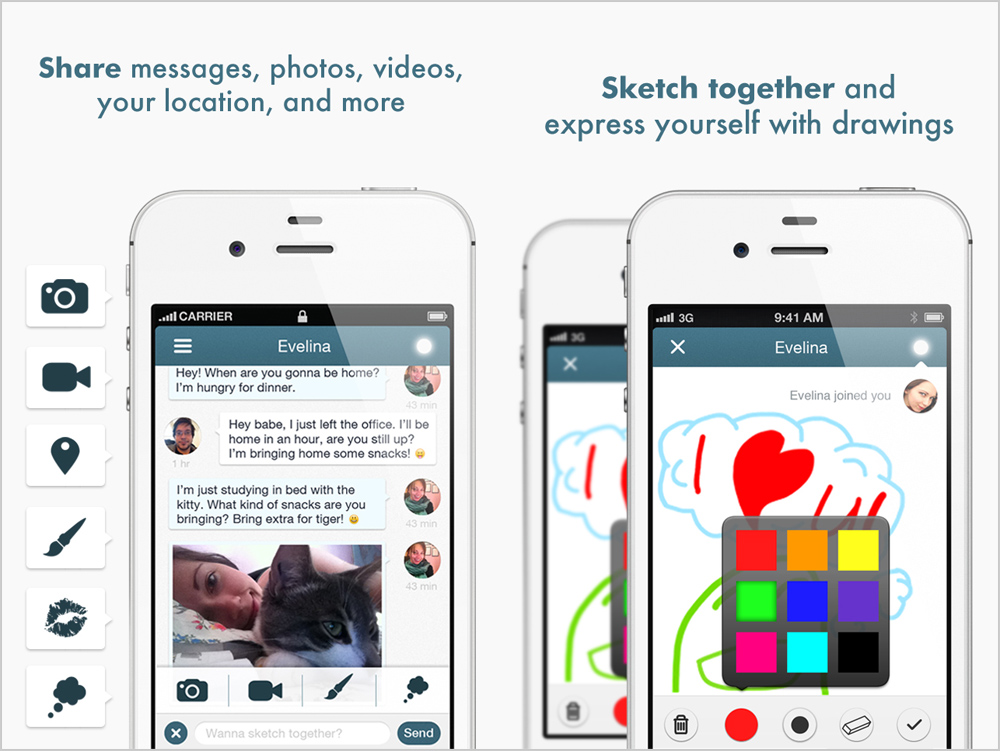 Share messages, photos, videos,
your location, and more
Sketch together and
express yourself with drawings
CARRIER
Evelina
Hey! When are you gonna be home?
I'm hungry for dinner.
43 min
Hey babe, I just left the office. I'll be
home in an hour, are you still up?
I'm bringing home some snacks! 😄
1 hr
I'm just studying in bed with the
kitty. What kind of snacks are you
bringing? Bring extra for tiger! 😃
43 min
43 min
Wanna sketch together?
Send
3G
3G
9:41 AM
Evelina
Evelina joined you
I
I U